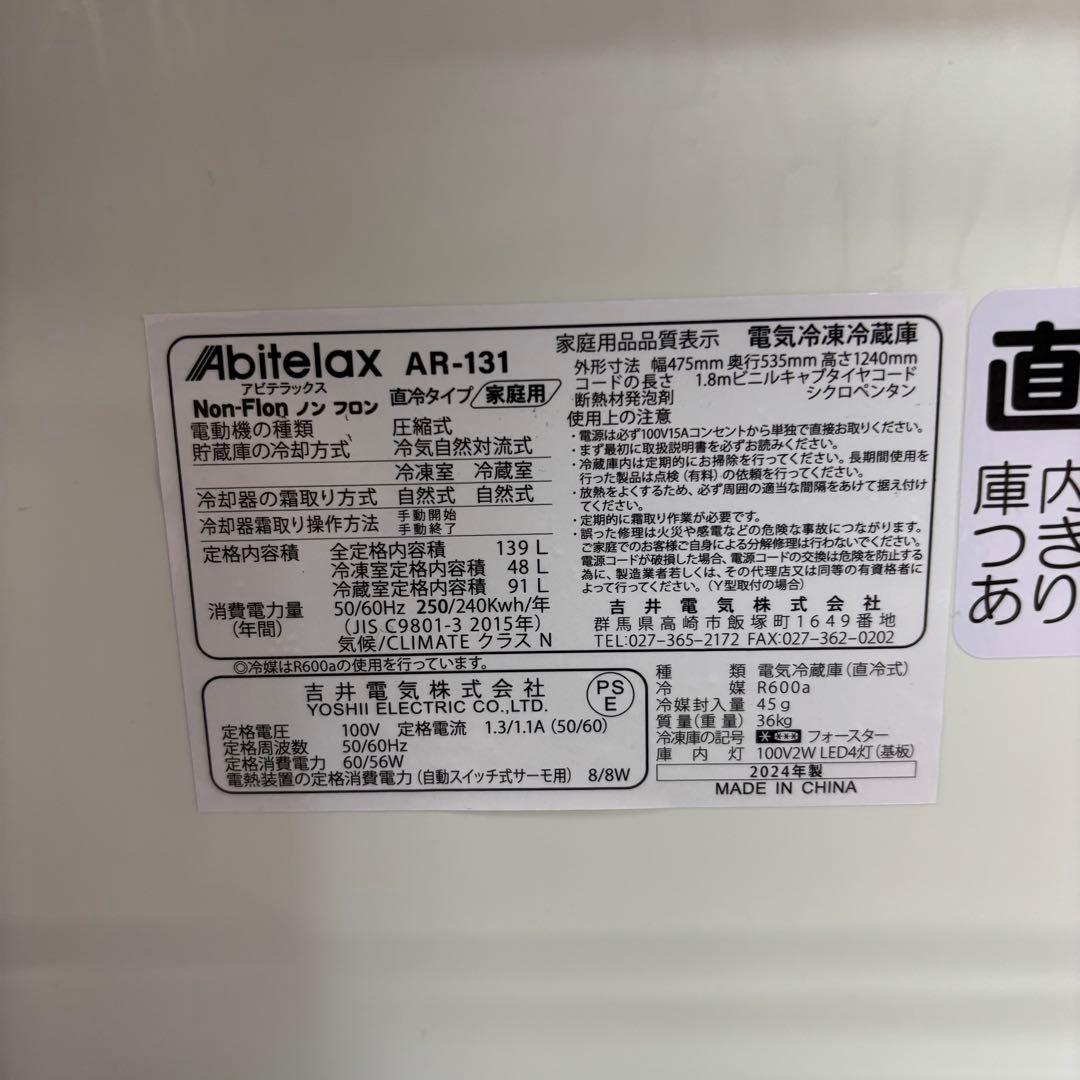 Abitelax AR-131
アビテラックス
Non-Flon ノン フロン 直冷タイプ 家庭用
電動機の種類 圧縮式
貯蔵庫の冷却方式 冷気自然対流式
冷凍室 冷蔵室
冷却器の霜取り方式 自然式 自然式
冷却器霜取り操作方法 手動開始
手動終了
定格内容積 全定格内容積 139 L
冷凍室定格内容積 48 L
冷蔵室定格内容積 91 L
消費電力量 50/60Hz 250/240Kwh/年
(年間) (JIS C9801-3 2015年)
気候/CLIMATE クラス N
家庭用品品質表示 電気冷凍冷蔵庫
外形寸法 幅475mm 奥行535mm 高さ1240mm
コードの長さ 1.8mビニルキャブタイヤコード
断熱材発泡剤 シクロペンタン
使用上の注意
・電源は必ず100V15Aコンセントから単独で直接お取りください。
・まず最初に取扱説明書を必ずお読みください。
・冷蔵庫内は定期的にお掃除を行ってください。長期間使用を
行った製品は点検(有料)の依頼を行ってください。
・放熱をよくするため、必ず周囲の適当な間隔をあけて据え付け
てください。
・定期的に霜取り作業が必要です。
・誤った修理は火災や感電などの危険な事故につながります。
ご家庭でのお客様ご自身による分解修理は行わないでください。
電源コードが破損した場合、電源コードの交換は危険を防止する
為に、製造業者若しくは、その代理店又は同等の有資格者によ
って行ってください。(Y型取付の場合)
吉井電気株式会社
群馬県高崎市飯塚町1649番地
TEL:027-365-2172 FAX:027-362-0202
◎冷媒はR600aの使用を行っています。
吉井電気株式会社
YOSHII ELECTRIC CO.,LTD.
PS
E
定格電圧 100V 定格電流 1.3/1.1A (50/60)
定格周波数 50/60Hz
定格消費電力 60/56W
電熱装置の定格消費電力 (自動スイッチ式サーモ用) 8/8W
種類 電気冷蔵庫(直冷式)
冷媒 R600a
冷媒封入量 45g
質量(重量) 36kg
冷凍庫の記号 フォースター
庫内灯 100V2W LED4灯(基板)
2024年製
MADE IN CHINA
直
庫内
つき
あり